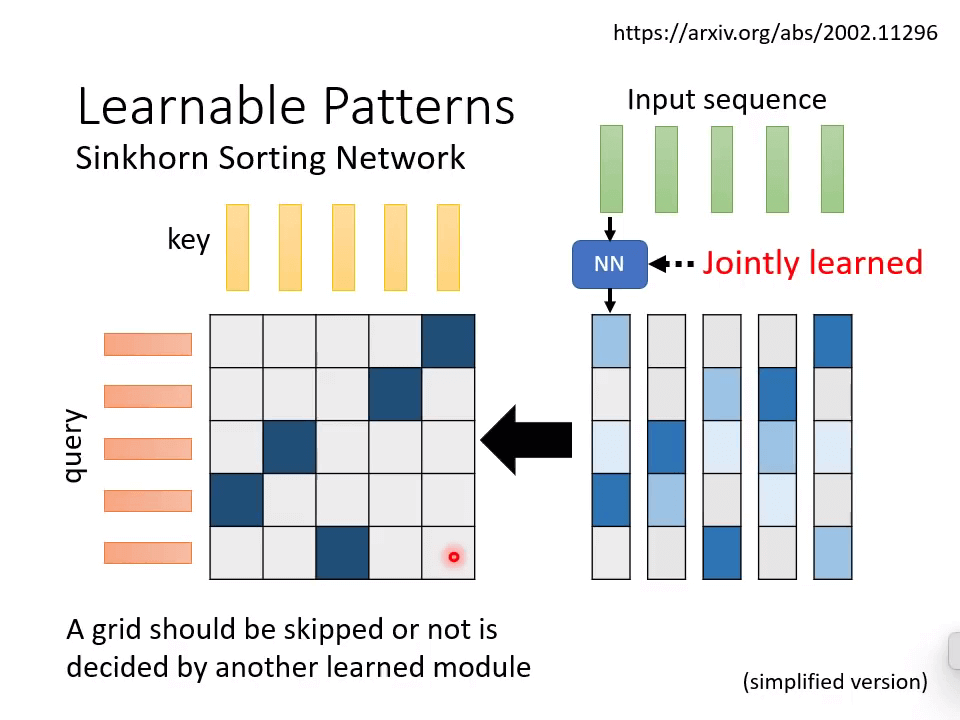 https://arxiv.org/abs/2002.11296
Learnable Patterns
Sinkhorn Sorting Network
Input sequence
key
NN
Jointly learned
query
A grid should be skipped or not is
decided by another learned module
(simplified version)